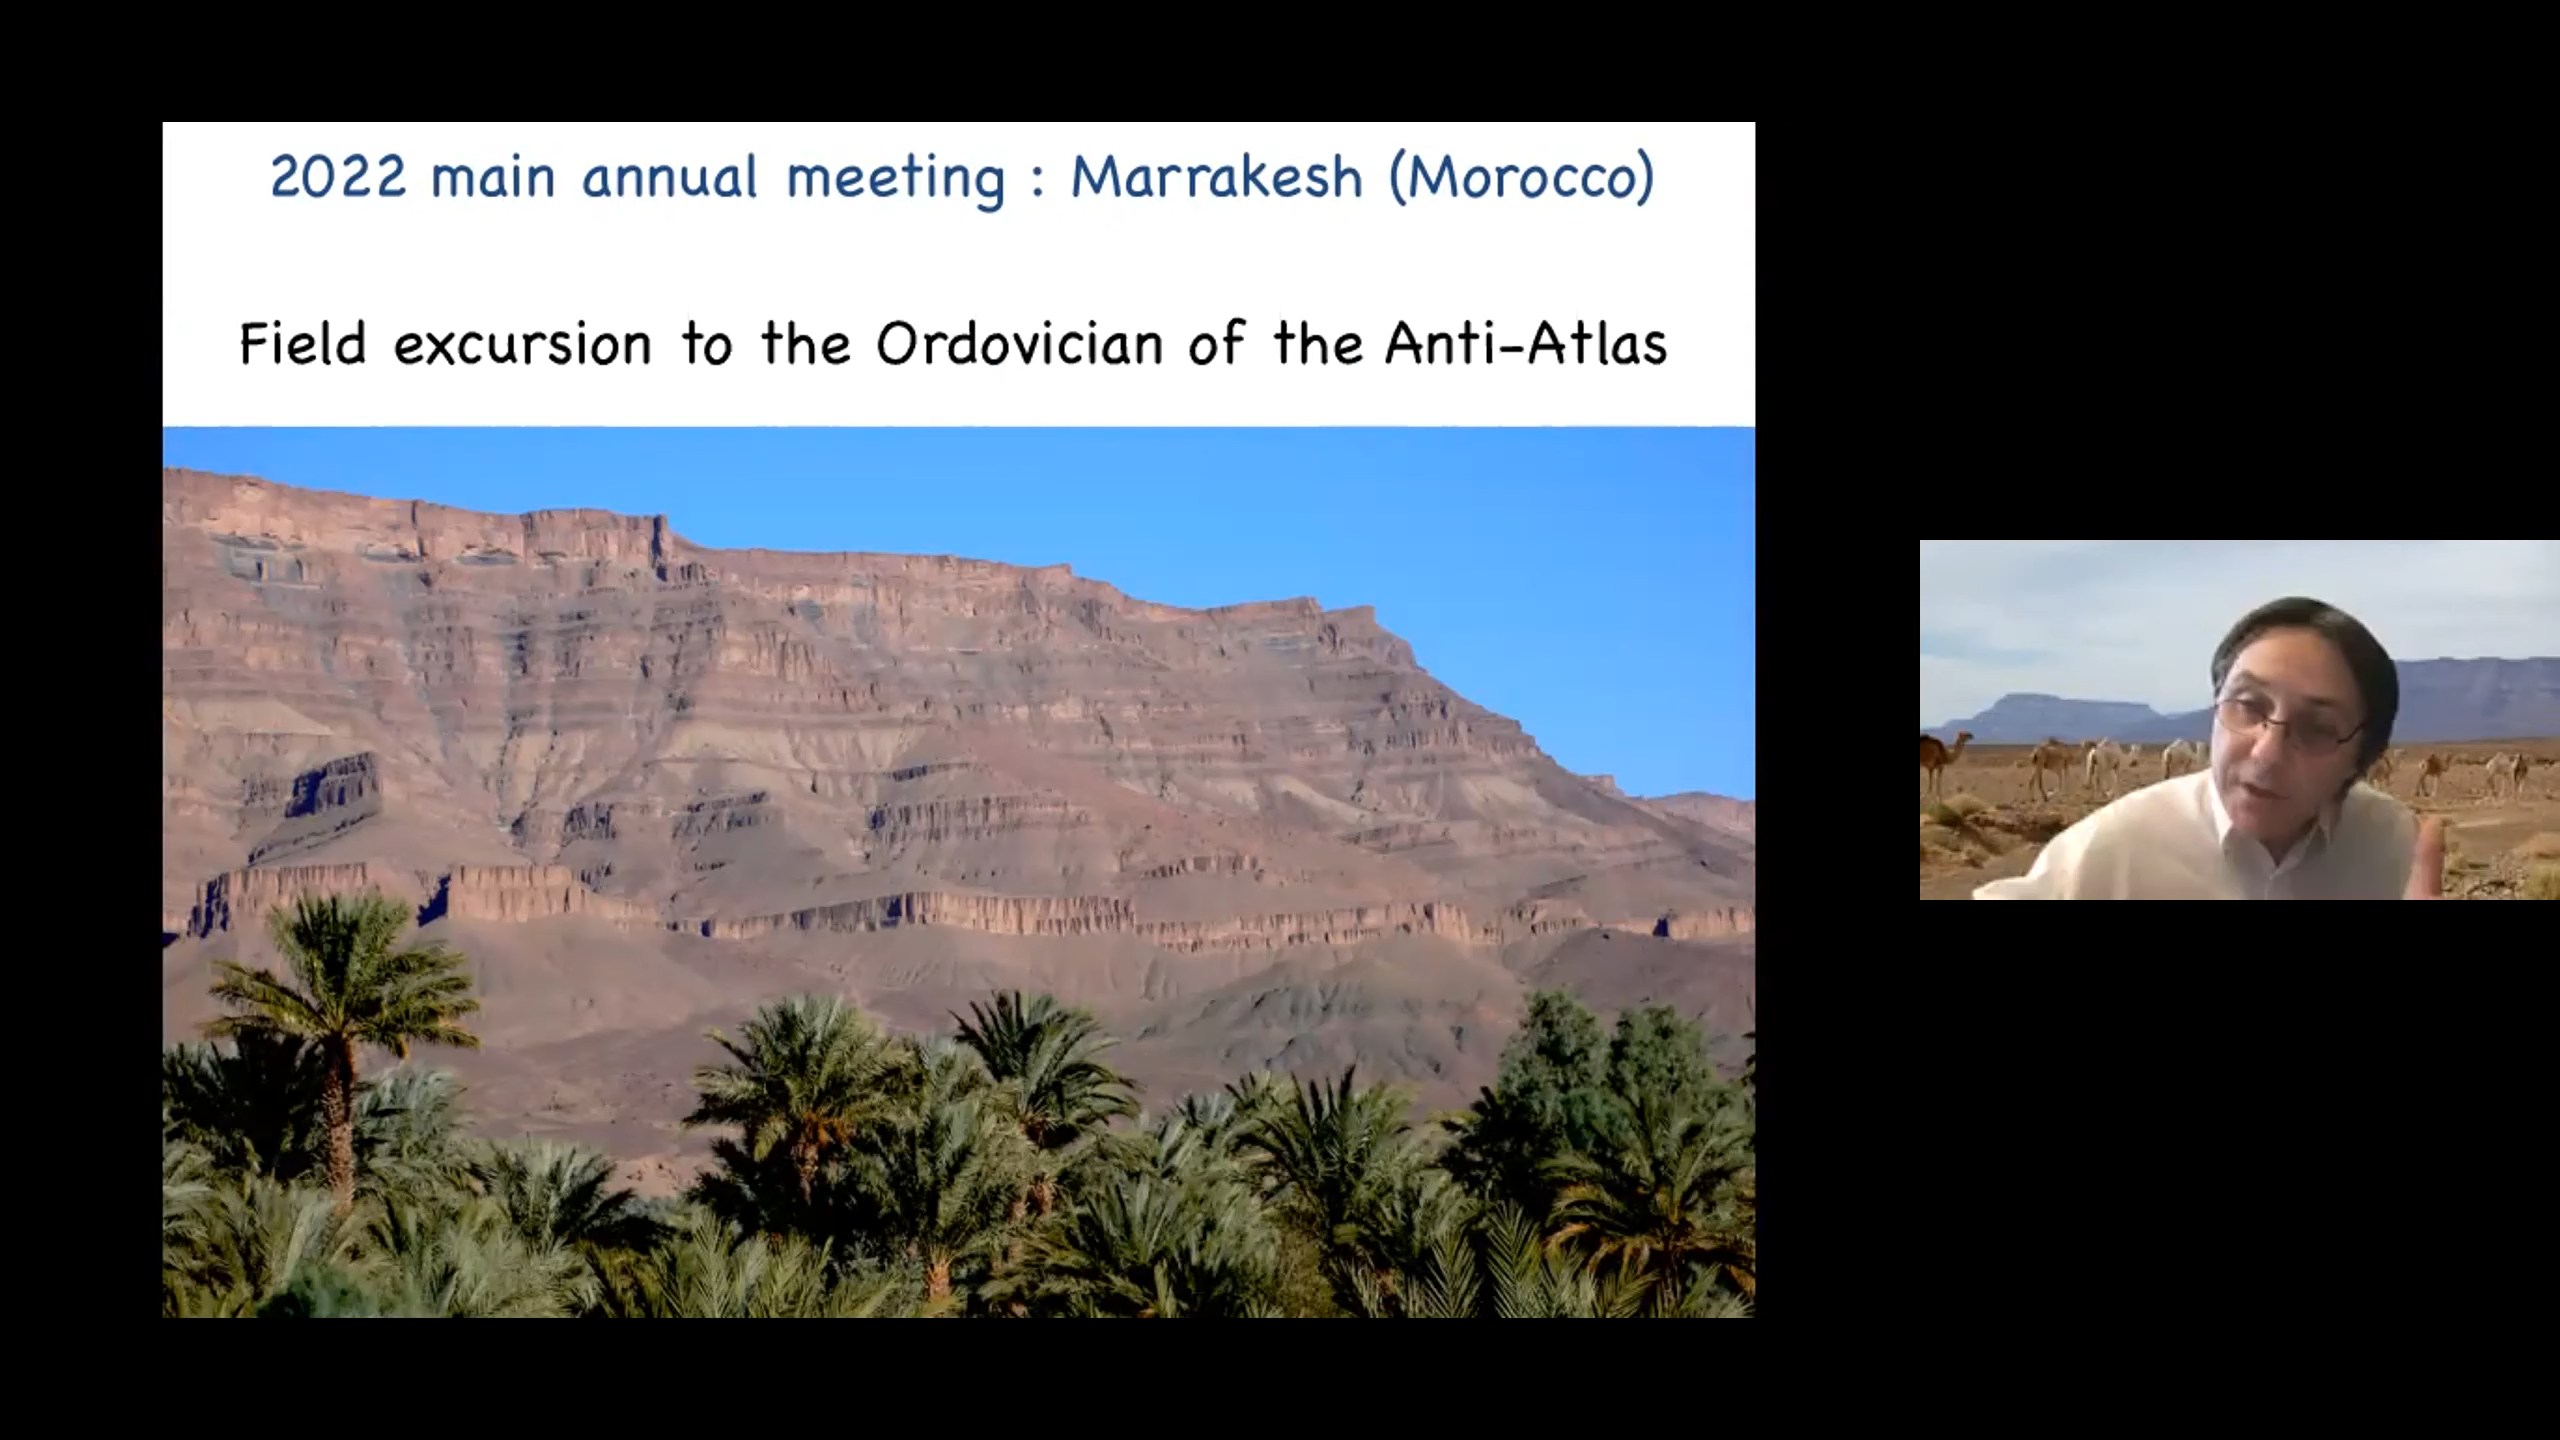 2022 main annual meeting : Marrakesh (Morocco)
Field excursion to the Ordovician of the Anti-Atlas